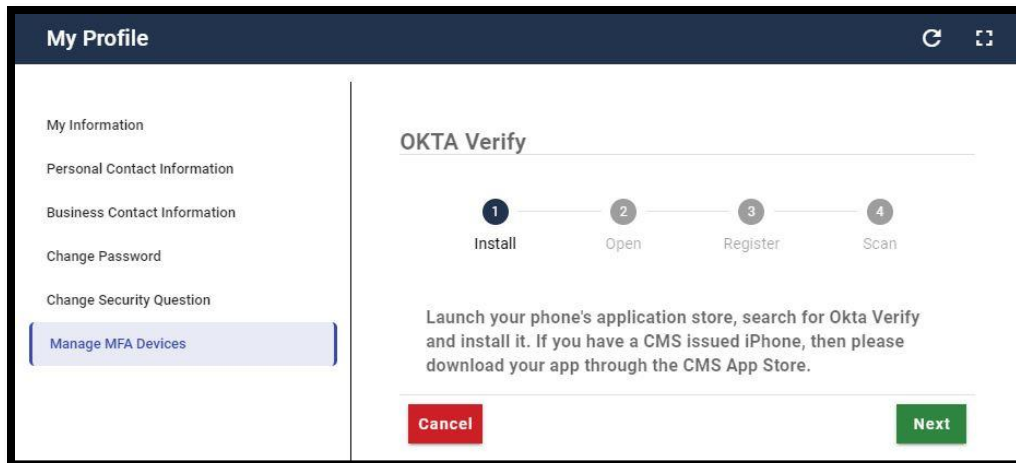 My Profile
My Information
Personal Contact Information
Business Contact Information
Change Password
Change Security Question
Manage MFA Devices
OKTA Verify
1
2
3
4
Install
Open
Register
Scan
Launch your phone's application store, search for Okta Verify
and install it. If you have a CMS issued iPhone, then please
download your app through the CMS App Store.
Cancel
Next